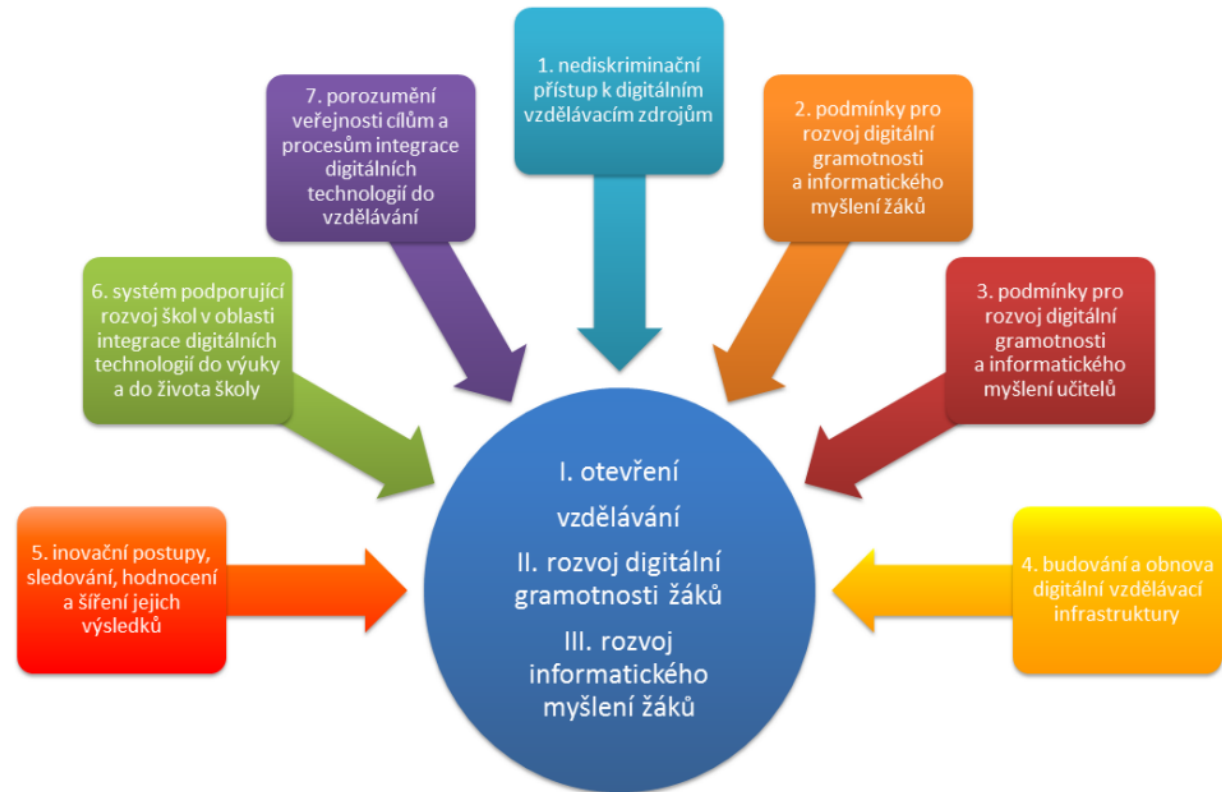 1. nediskriminační
přístup k digitálním
vzdělávacím zdrojům
2. podmínky pro
rozvoj digitální
gramotnosti
a informatického
myšlení žáků
3. podmínky pro
rozvoj digitální
gramotnosti
a informatického
myšlení učitelů
4. budování a obnova
digitální vzdělávací
infrastruktury
5. inovační postupy,
sledování, hodnocení
a šíření jejich
výsledků
6. systém podporující
rozvoj škol v oblasti
integrace digitálních
technologií do výuky
a do života školy
7. porozumění
veřejnosti cílům a
procesům integrace
digitálních
technologií do
vzdělávání
I. otevření
vzdělávání
II. rozvoj digitální
gramotnosti žáků
III. rozvoj
informatického
myšlení žáků